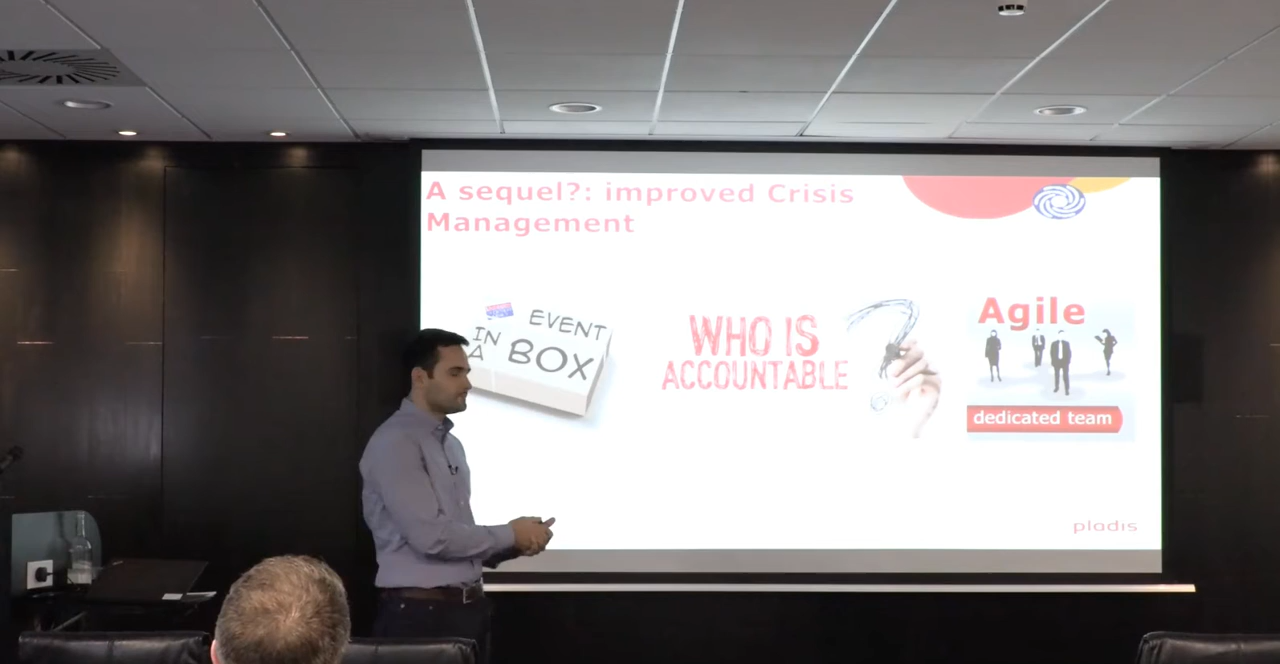 A sequel?: improved Crisis
Management
EVENT
IN
A BOX
WHO IS
ACCOUNTABLE
Agile
dedicated team
pladis